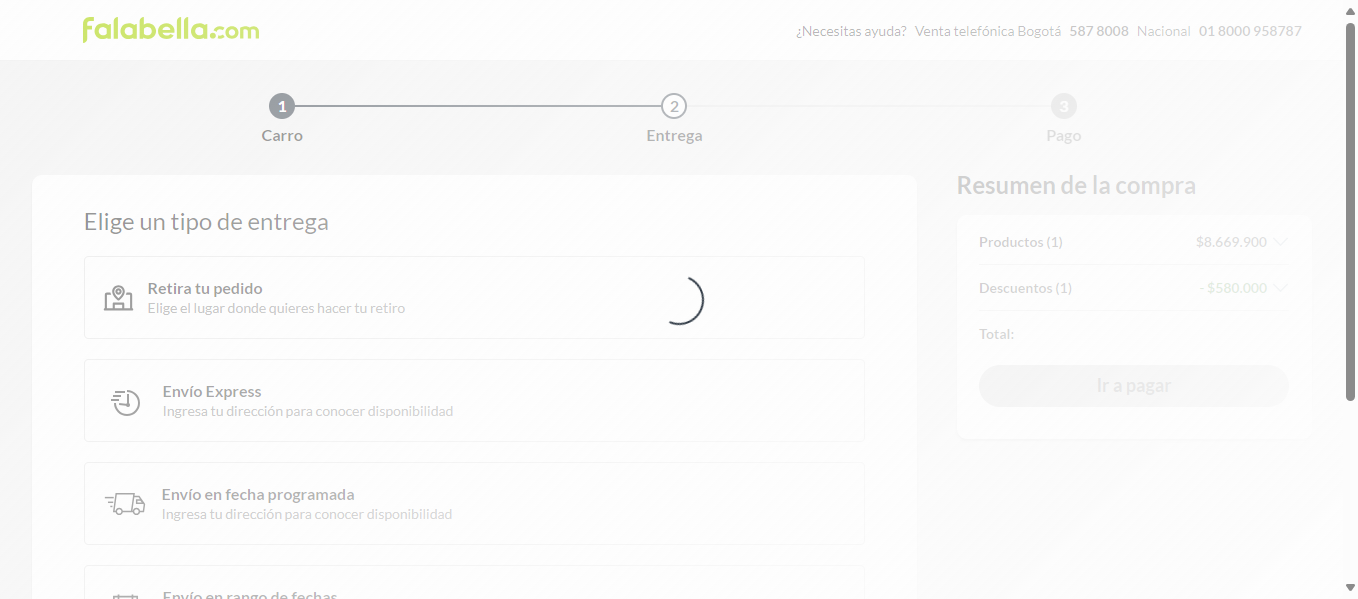 falabella.com
¿Necesitas ayuda? Venta telefónica Bogotá 587 8008 Nacional 01 8000 958787
1 2 3
Carro Entrega Pago
Resumen de la compra
Elige un tipo de entrega
Productos (1) $8.669.900
Retira tu pedido
Elige el lugar donde quieres hacer tu retiro
Descuentos (1) - $580.000
Total:
Ir a pagar
Envío Express
Ingresa tu dirección para conocer disponibilidad
Envío en fecha programada
Ingresa tu dirección para conocer disponibilidad
Envío en rango de fechas